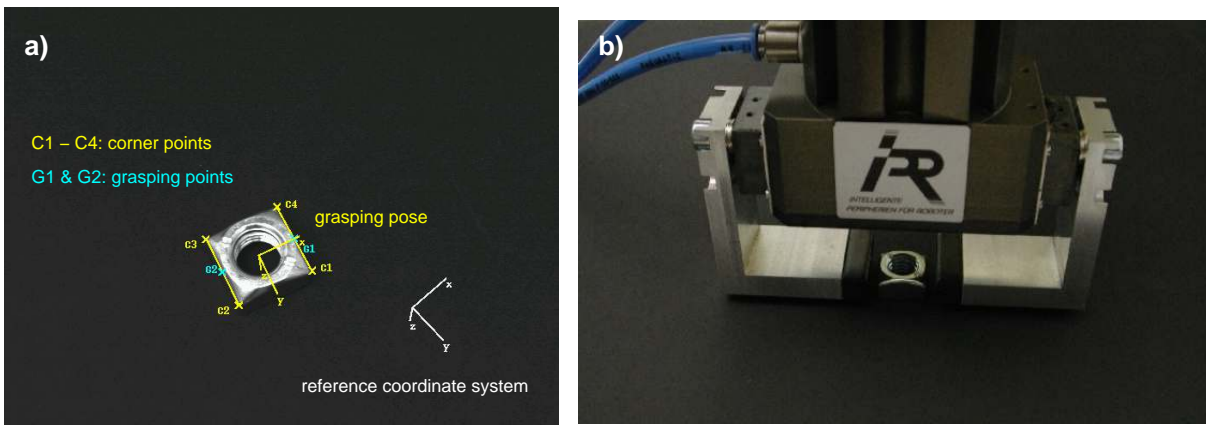 a)
C1 – C4: corner points
G1 & G2: grasping points
C4
grasping pose
C3
x
G1
G2
C1
z
Y
C2
x
z
Y
reference coordinate system
b)
iPR
INTELLIGENTE
PERIPHERIEN FÜR ROBOTER